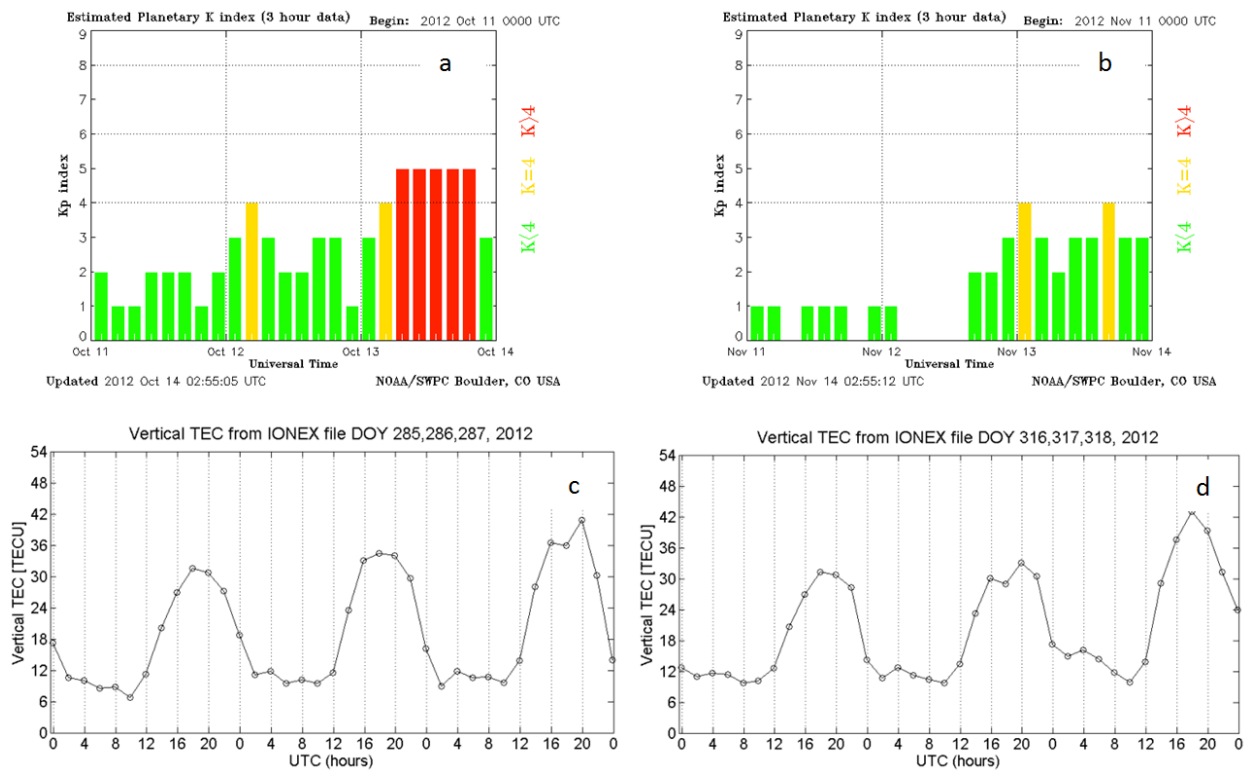 Estimated Planetary K index (3 hour data) Begin: 2012 Oct 11 0000 UTC
9
8
7
6
5
4
3
2
1
0
Kp index
a
K<4 K=4 K>4
Oct 11 Oct 12 Oct 13 Oct 14
Universal Time
Updated 2012 Oct 14 02:55:05 UTC NOAA/SWPC Boulder, CO USA
Estimated Planetary K index (3 hour data) Begin: 2012 Nov 11 0000 UTC
9
8
7
6
5
4
3
2
1
0
Kp index
b
K<4 K=4 K>4
Nov 11 Nov 12 Nov 13 Nov 14
Universal Time
Updated 2012 Nov 14 02:55:12 UTC NOAA/SWPC Boulder, CO USA
Vertical TEC from IONEX file DOY 285,286,287, 2012
54
48
42
36
30
24
18
12
6
0
Vertical TEC [TECU]
c
0 4 8 12 16 20 0 4 8 12 16 20 0 4 8 12 16 20 0
UTC (hours)
Vertical TEC from IONEX file DOY 316,317,318, 2012
54
48
42
36
30
24
18
12
6
0
Vertical TEC [TECU]
d
0 4 8 12 16 20 0 4 8 12 16 20 0 4 8 12 16 20 0
UTC (hours)